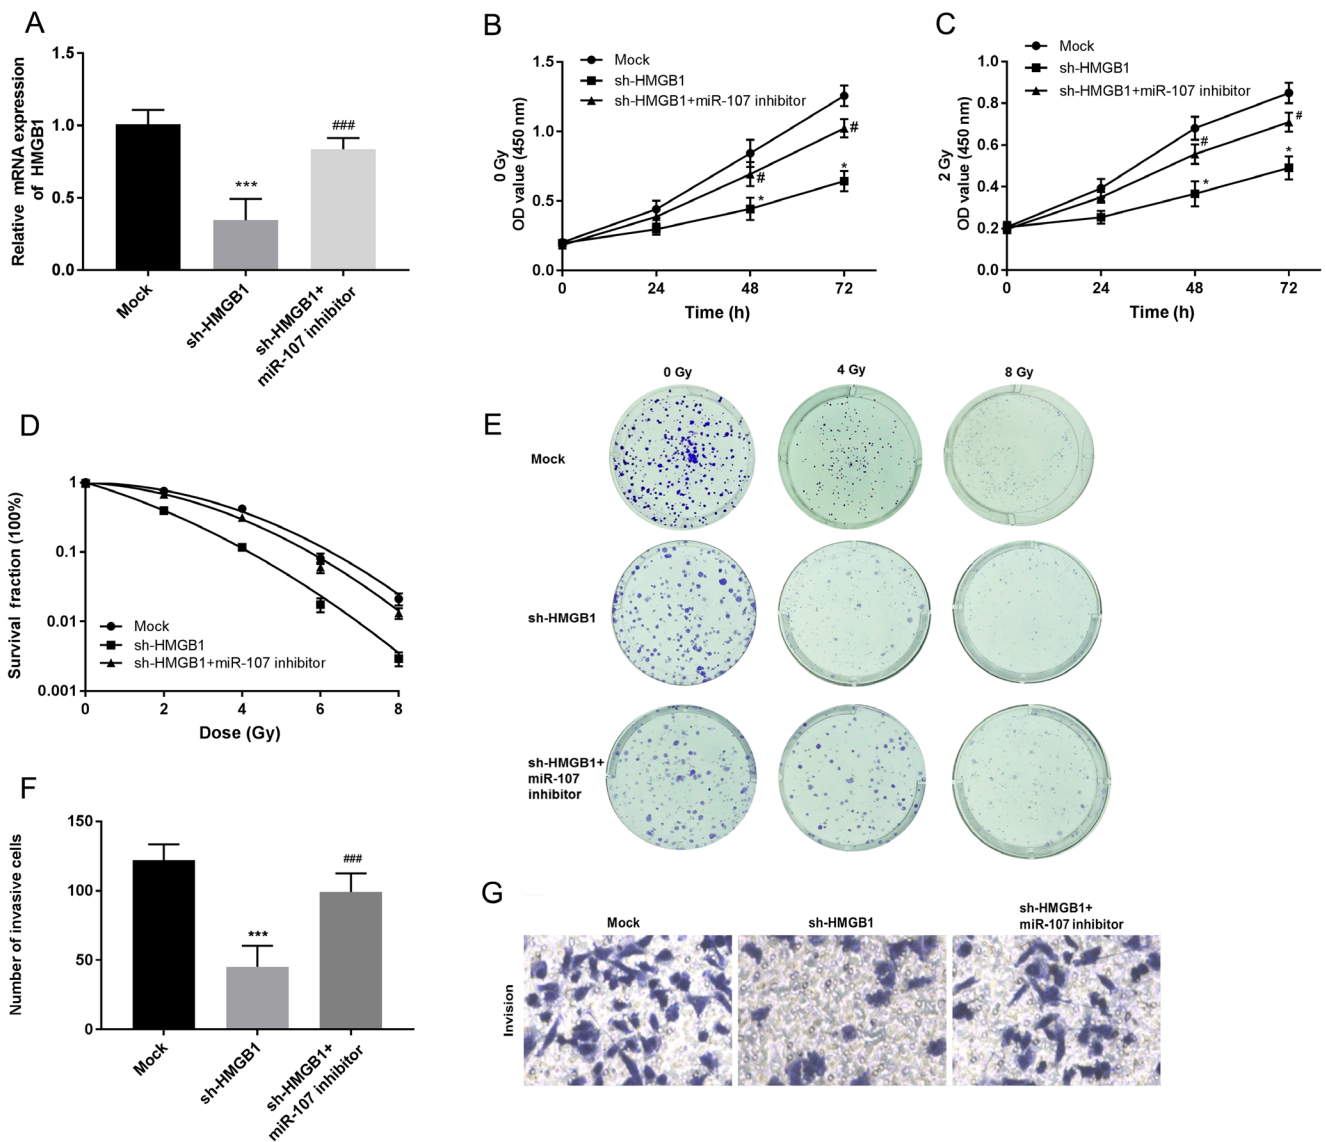 A
Relative mRNA expression
of HMGB1
1.5
1.0
0.5
0.0
***
###
Mock
sh-HMGB1
sh-HMGB1+
miR-107 inhibitor
B
0 Gy
OD value (450 nm)
1.5
1.0
0.5
0.0
Mock
sh-HMGB1
sh-HMGB1+miR-107 inhibitor
#
*
#
*
0 24 48 72
Time (h)
C
2 Gy
OD value (450 nm)
1.0
0.8
0.6
0.4
0.2
0.0
Mock
sh-HMGB1
sh-HMGB1+miR-107 inhibitor
#
*
#
*
0 24 48 72
Time (h)
D
Survival fraction (100%)
1
0.1
0.01
0.001
Mock
sh-HMGB1
sh-HMGB1+miR-107 inhibitor
0 2 4 6 8
Dose (Gy)
E
0 Gy 4 Gy 8 Gy
Mock
sh-HMGB1
sh-HMGB1+
miR-107
inhibitor
F
Number of invasive cells
150
100
50
0
***
###
Mock
sh-HMGB1
sh-HMGB1+
miR-107 inhibitor
G
Mock
sh-HMGB1
sh-HMGB1+
miR-107 inhibitor
Invision